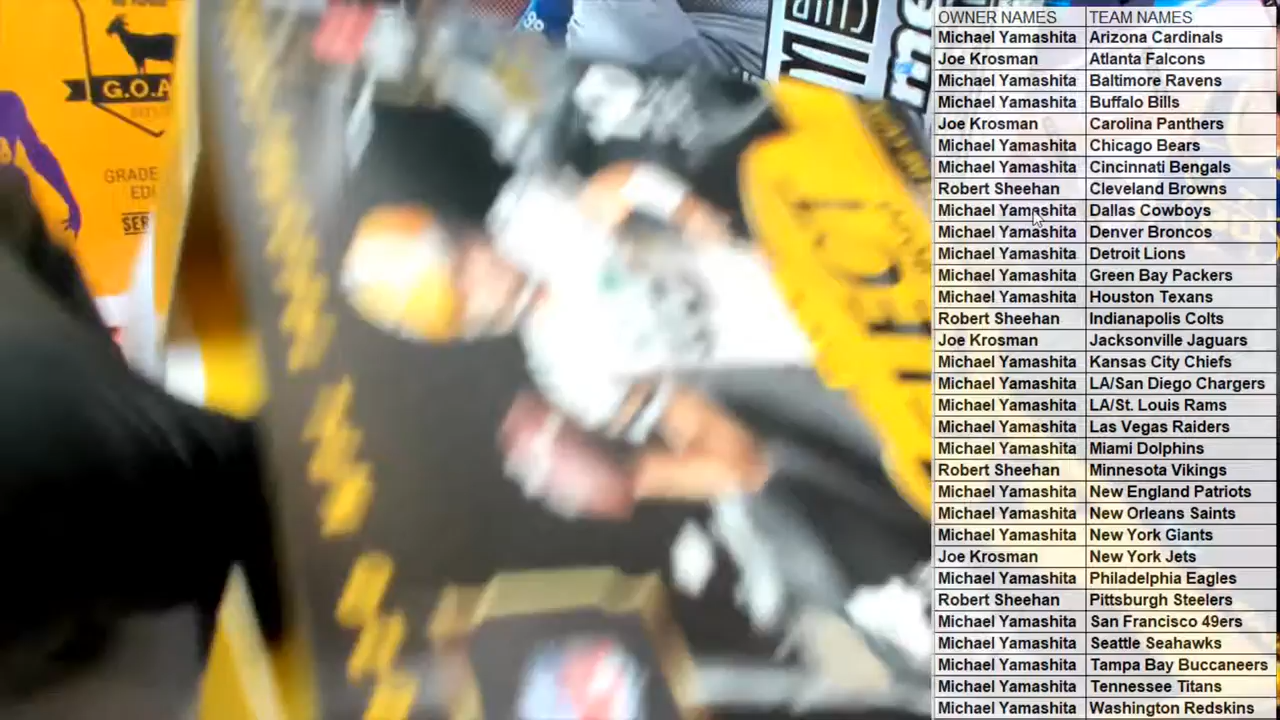 G.O.A
GRADE
EDI
SER
OWNER NAMES TEAM NAMES
Michael Yamashita Arizona Cardinals
Joe Krosman Atlanta Falcons
Michael Yamashita Baltimore Ravens
Michael Yamashita Buffalo Bills
Joe Krosman Carolina Panthers
Michael Yamashita Chicago Bears
Michael Yamashita Cincinnati Bengals
Robert Sheehan Cleveland Browns
Michael Yamashita Dallas Cowboys
Michael Yamashita Denver Broncos
Michael Yamashita Detroit Lions
Michael Yamashita Green Bay Packers
Michael Yamashita Houston Texans
Robert Sheehan Indianapolis Colts
Joe Krosman Jacksonville Jaguars
Michael Yamashita Kansas City Chiefs
Michael Yamashita LA/San Diego Chargers
Michael Yamashita LA/St. Louis Rams
Michael Yamashita Las Vegas Raiders
Michael Yamashita Miami Dolphins
Robert Sheehan Minnesota Vikings
Michael Yamashita New England Patriots
Michael Yamashita New Orleans Saints
Michael Yamashita New York Giants
Joe Krosman New York Jets
Michael Yamashita Philadelphia Eagles
Robert Sheehan Pittsburgh Steelers
Michael Yamashita San Francisco 49ers
Michael Yamashita Seattle Seahawks
Michael Yamashita Tampa Bay Buccaneers
Michael Yamashita Tennessee Titans
Michael Yamashita Washington Redskins